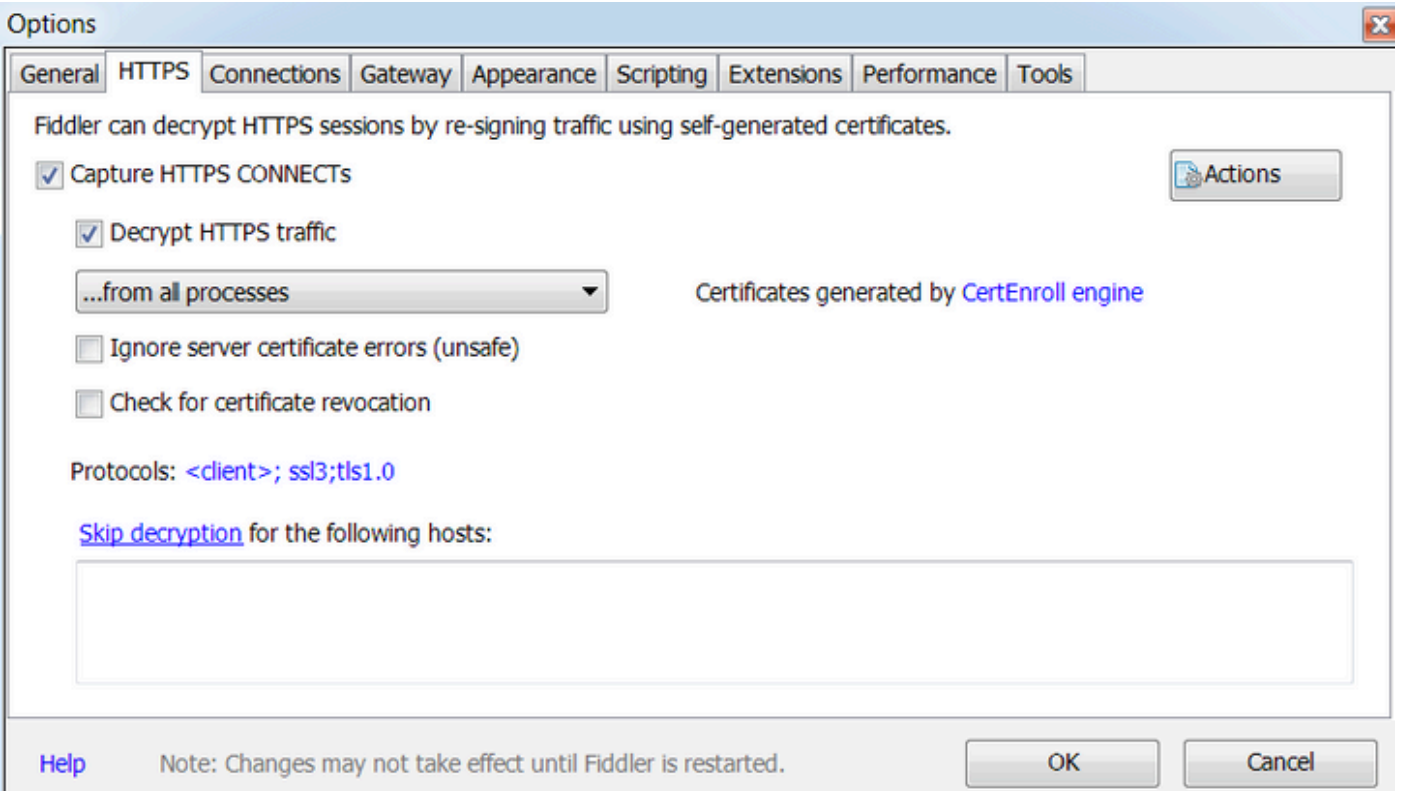 Options
General HTTPS Connections Gateway Appearance Scripting Extensions Performance Tools
Fiddler can decrypt HTTPS sessions by re-signing traffic using self-generated certificates.
Capture HTTPS CONNECTs Actions
Decrypt HTTPS traffic
...from all processes Certificates generated by CertEnroll engine
Ignore server certificate errors (unsafe)
Check for certificate revocation
Protocols: <client>; ssl3;tls1.0
Skip decryption for the following hosts:
Help Note: Changes may not take effect until Fiddler is restarted. OK Cancel